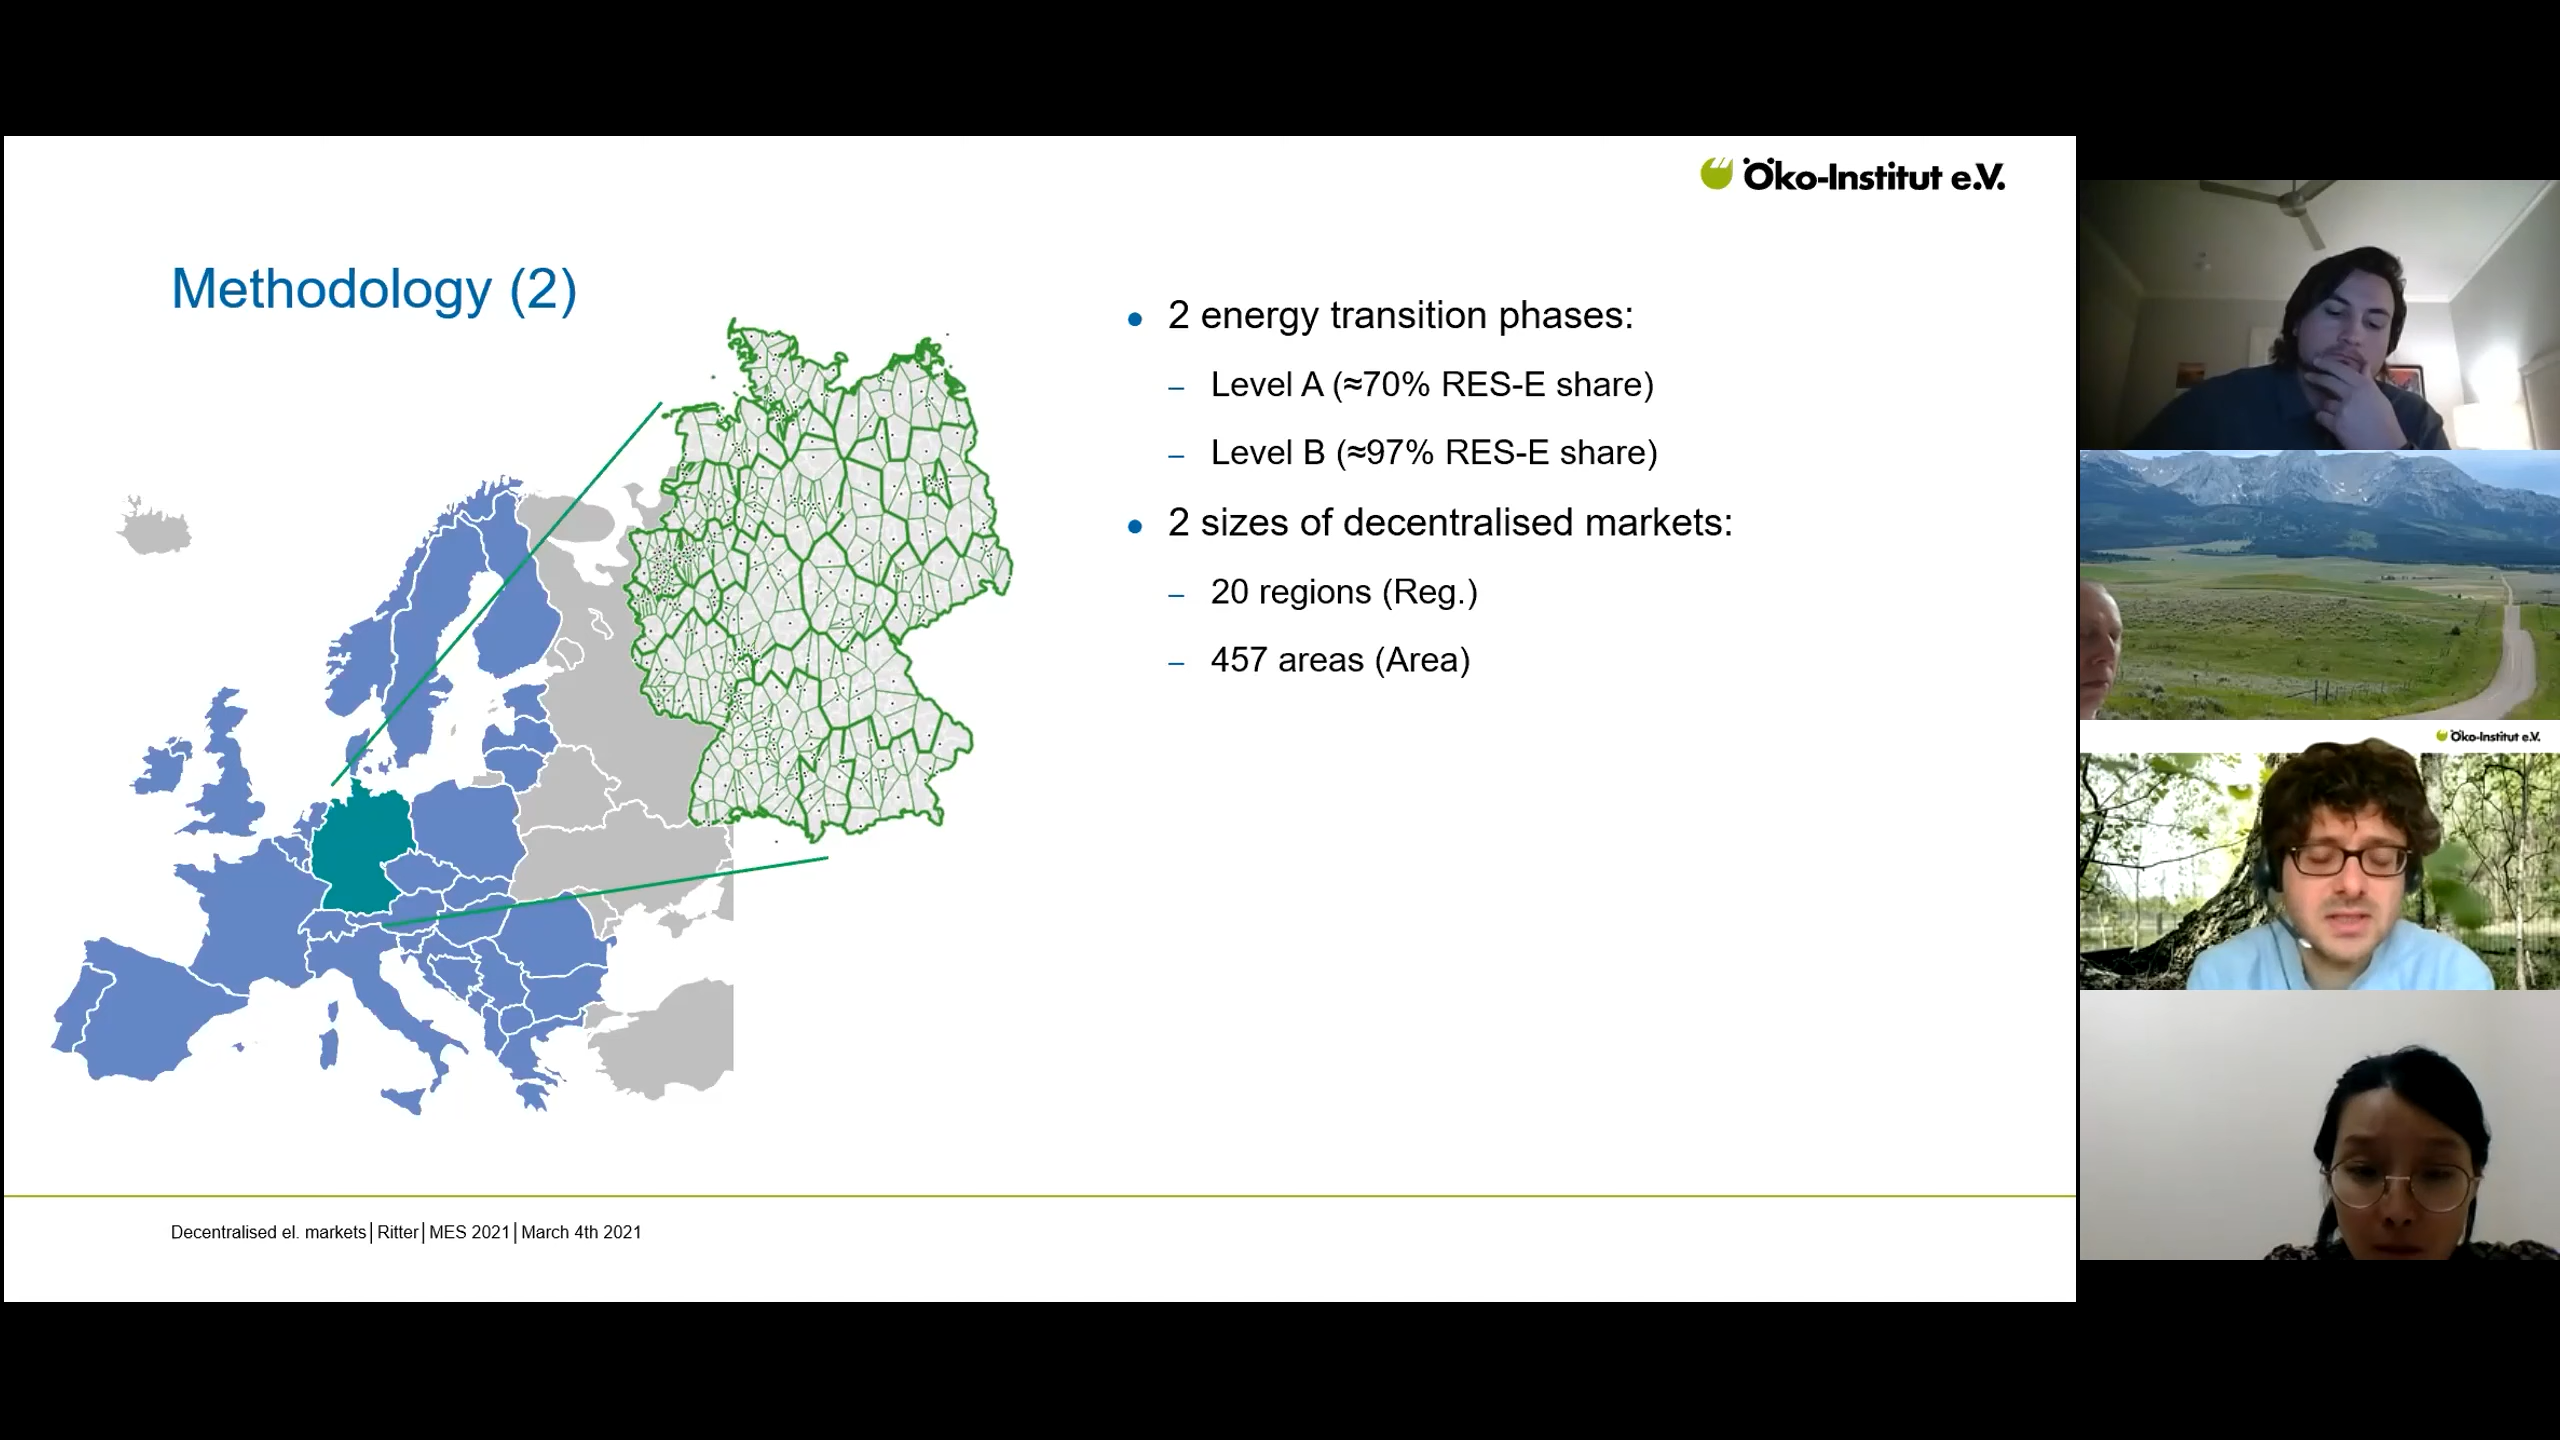 Öko-Institut e.V.
Methodology (2)
● 2 energy transition phases:
– Level A (≈70% RES-E share)
– Level B (≈97% RES-E share)
● 2 sizes of decentralised markets:
– 20 regions (Reg.)
– 457 areas (Area)
Decentralised el. markets│Ritter│MES 2021│March 4th 2021
Öko-Institut e.V.